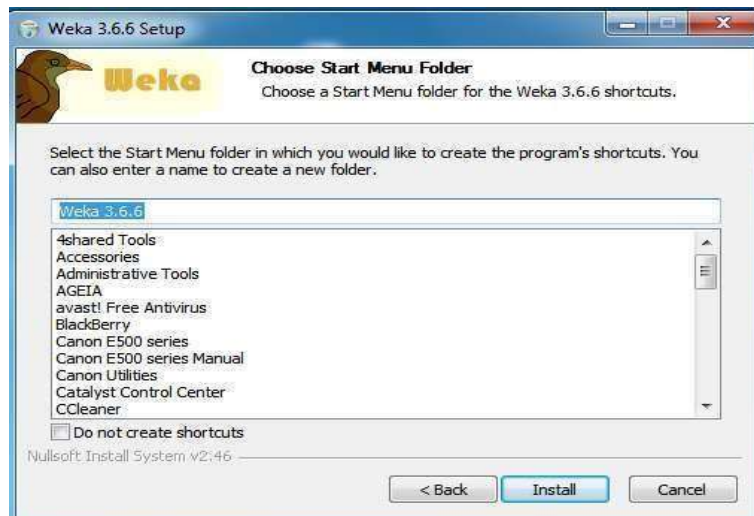 Weka 3.6.6 Setup
Weka
Choose Start Menu Folder
Choose a Start Menu folder for the Weka 3.6.6 shortcuts.
Select the Start Menu folder in which you would like to create the program's shortcuts. You
can also enter a name to create a new folder.
Weka 3.6.6
4shared Tools
Accessories
Administrative Tools
AGEIA
avast! Free Antivirus
BlackBerry
Canon E500 series
Canon E500 series Manual
Canon Utilities
Catalyst Control Center
CCleaner
Do not create shortcuts
Nullsoft Install System v2.46
< Back
Install
Cancel